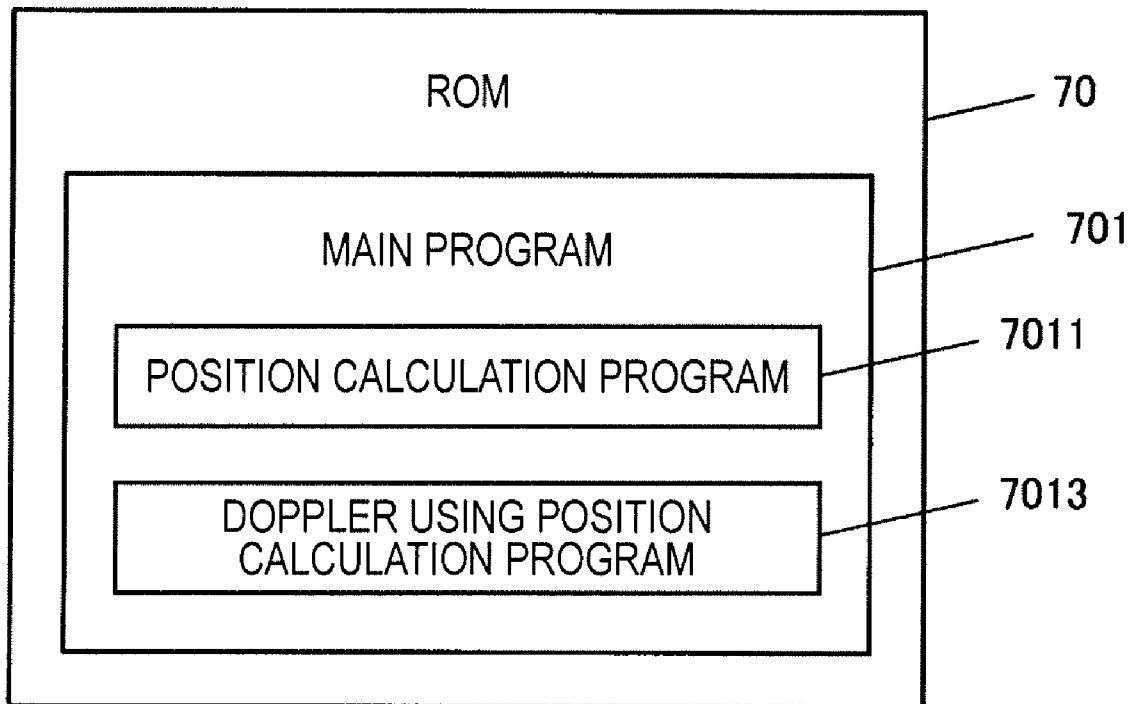 ROM
70
MAIN PROGRAM
701
POSITION CALCULATION PROGRAM
7011
DOPPLER USING POSITION
CALCULATION PROGRAM
7013